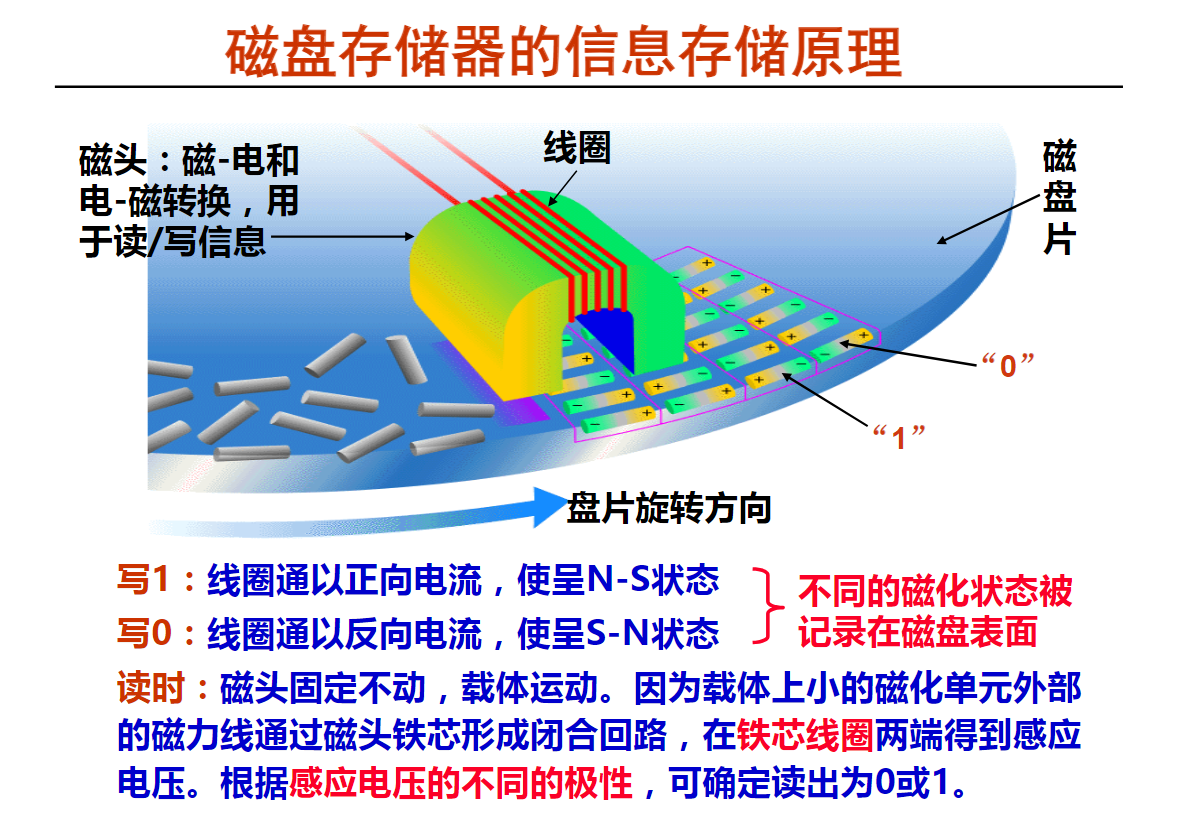 磁盘存储器的信息存储原理
磁头：磁-电和
电-磁转换，用
于读/写信息
线圈
磁
盘
片
“0”
“1”
盘片旋转方向
写1：线圈通以正向电流，使呈N-S状态
写0：线圈通以反向电流，使呈S-N状态
不同的磁化状态被
记录在磁盘表面
读时：磁头固定不动，载体运动。因为载体上小的磁化单元外部
的磁力线通过磁头铁芯形成闭合回路，在铁芯线圈两端得到感应
电压。根据感应电压的不同的极性，可确定读出为0或1。